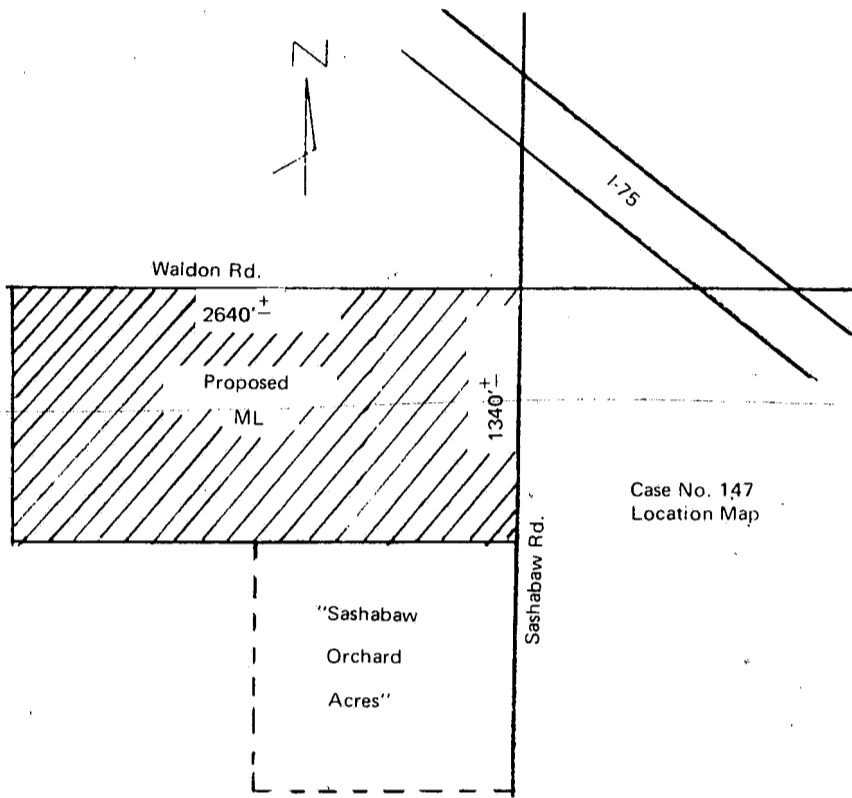 N
I-75
Waldon Rd.
2640'±
Proposed
ML
1340'±
Case No. 147
Location Map
Sashabaw Rd.
"Sashabaw
Orchard
Acres"